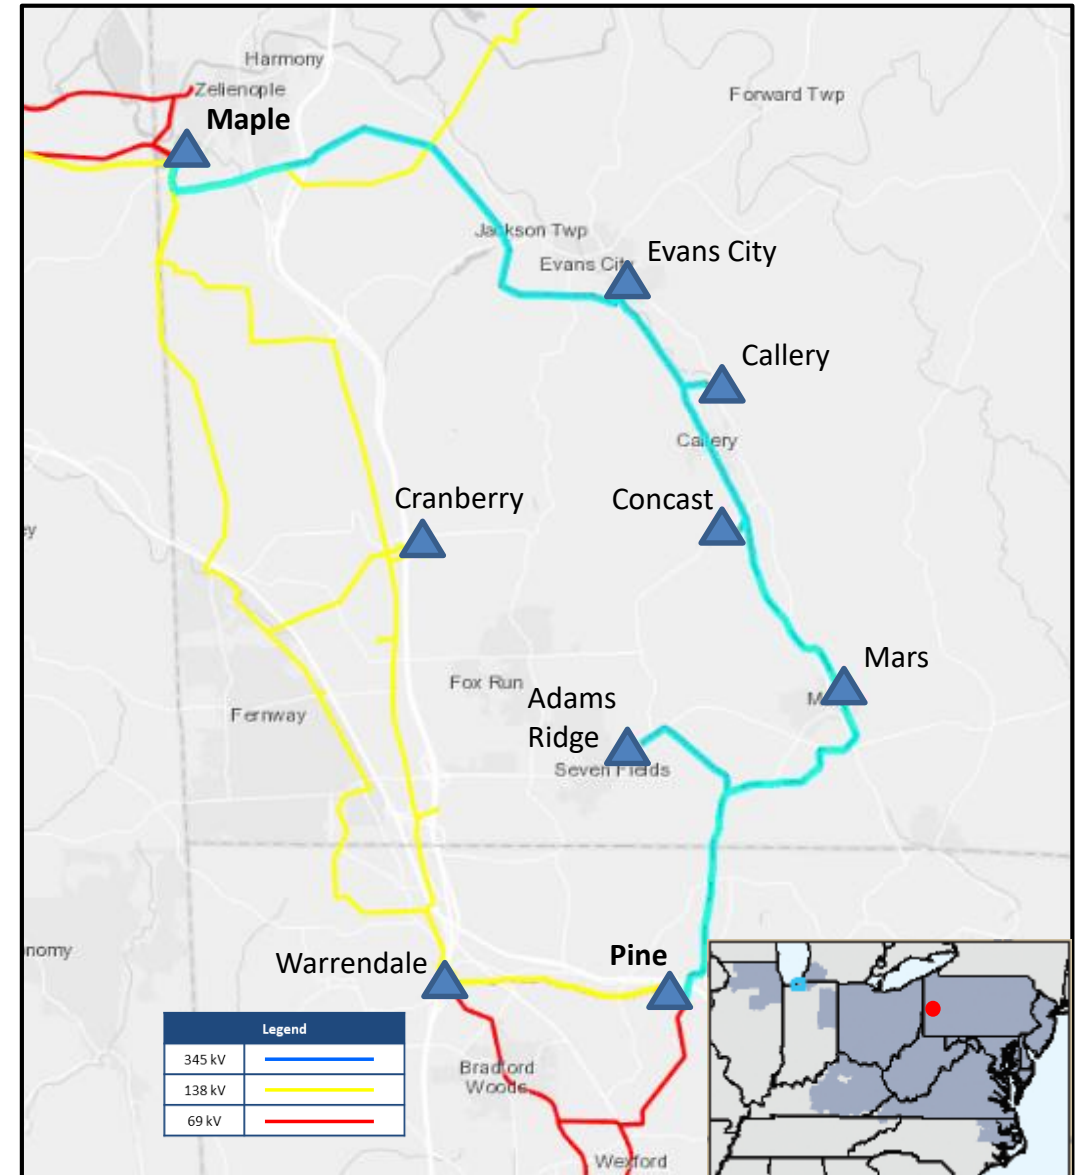 Harmony
Zelienople
Forward Twp
Maple
Jackson Twp
Evans City
Evans City
Callery
Callery
Cranberry
Concast
Mars
Fox Run
Adams
Ridge
Fernway
Seven Fields
Warrendale
Pine
Legend
345 kV
138 kV
69 kV
Bradford
Woods
Wexford